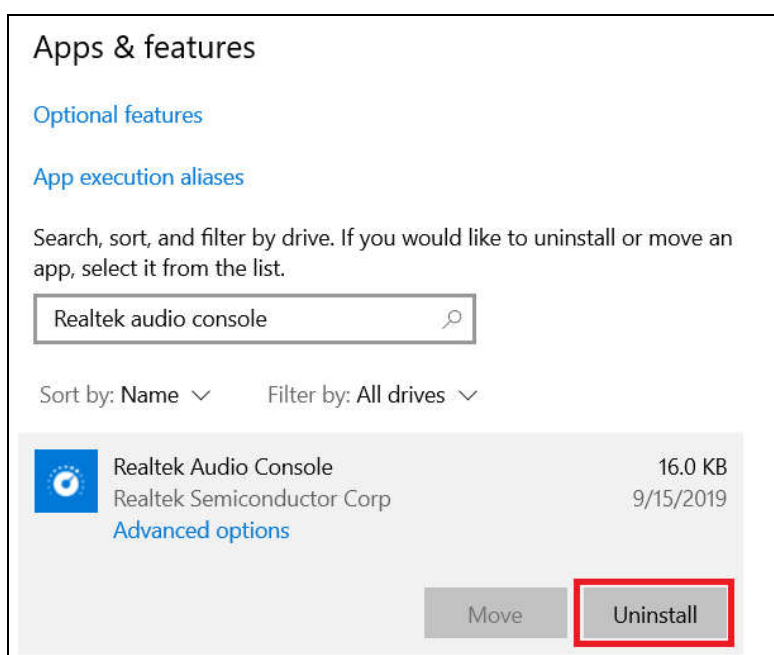 Apps & features
Optional features
App execution aliases
Search, sort, and filter by drive. If you would like to uninstall or move an
app, select it from the list.
Realtek audio console
Sort by: Name Filter by: All drives
Realtek Audio Console 16.0 KB
Realtek Semiconductor Corp 9/15/2019
Advanced options
Move Uninstall